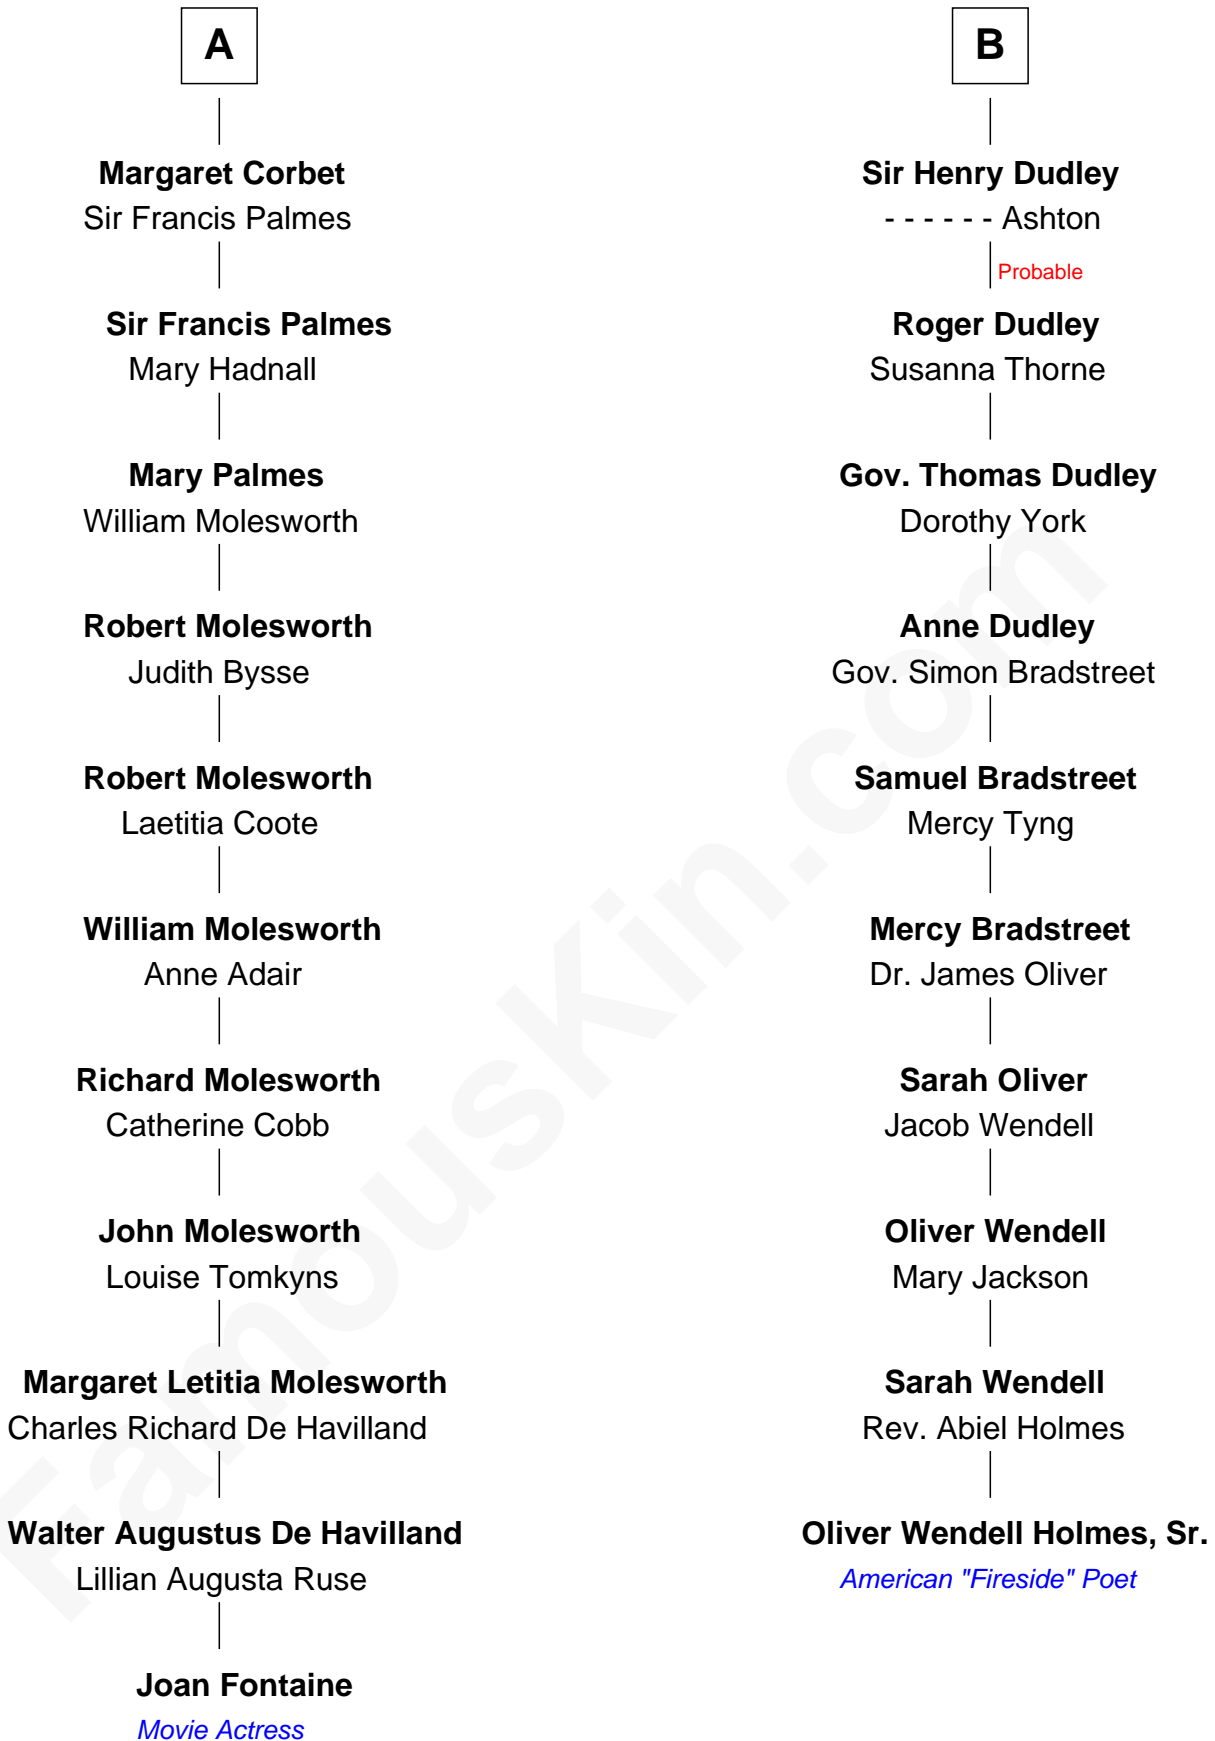 A
Margaret Corbet
Sir Francis Palmes
Sir Francis Palmes
Mary Hadnall
Mary Palmes
William Molesworth
Robert Molesworth
Judith Bysse
Robert Molesworth
Laetitia Coote
William Molesworth
Anne Adair
Richard Molesworth
Catherine Cobb
John Molesworth
Louise Tomkyns
Margaret Letitia Molesworth
Charles Richard De Havilland
Walter Augustus De Havilland
Lillian Augusta Ruse
Joan Fontaine
Movie Actress
B
Sir Henry Dudley
- - - - - - Ashton
Probable
Roger Dudley
Susanna Thorne
Gov. Thomas Dudley
Dorothy York
Anne Dudley
Gov. Simon Bradstreet
Samuel Bradstreet
Mercy Tyng
Mercy Bradstreet
Dr. James Oliver
Sarah Oliver
Jacob Wendell
Oliver Wendell
Mary Jackson
Sarah Wendell
Rev. Abiel Holmes
Oliver Wendell Holmes, Sr.
American "Fireside" Poet
FamousKin.com